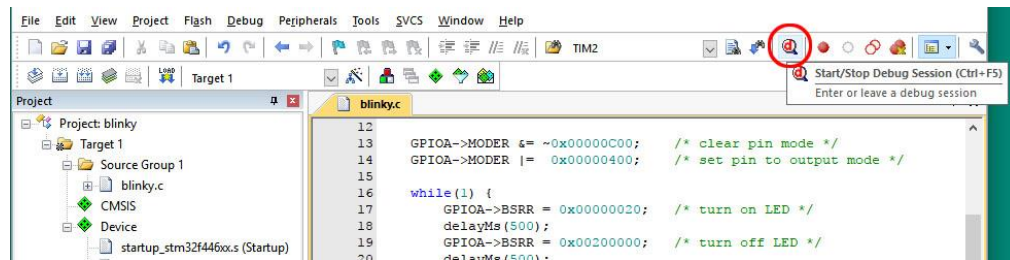 File Edit View Project Flash Debug Peripherals Tools SVCS Window Help
TIM2
LOAD Target 1
Start/Stop Debug Session (Ctrl+F5)
Enter or leave a debug session
Project
blinky.c
Project: blinky
Target 1
Source Group 1
blinky.c
CMSIS
Device
startup_stm32f446xx.s (Startup)
12
13 GPIOA->MODER &= ~0x00000C00; /* clear pin mode */
14 GPIOA->MODER |= 0x00000400; /* set pin to output mode */
15
16 while(1) {
17 GPIOA->BSRR = 0x00000020; /* turn on LED */
18 delayMs(500);
19 GPIOA->BSRR = 0x00200000; /* turn off LED */
20 delayMs(500);